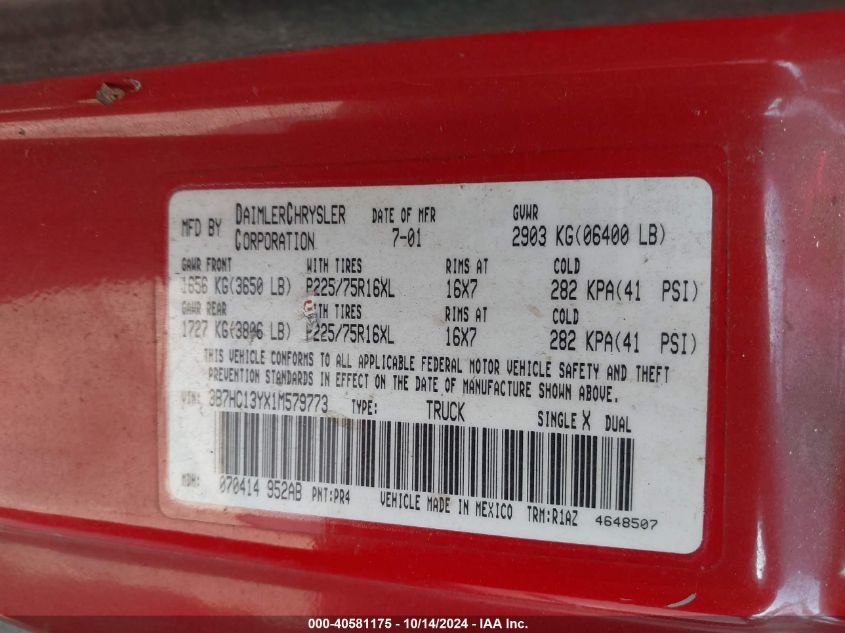 MFD BY DAIMLERCHRYSLER CORPORATION DATE OF MFR 7-01 GVWR 2903 KG(06400 LB)
GAWR FRONT WITH TIRES RIMS AT COLD
1656 KG(3650 LB) P225/75R16XL 16X7 282 KPA(41 PSI)
GAWR REAR WITH TIRES RIMS AT COLD
1727 KG(3806 LB) P225/75R16XL 16X7 282 KPA(41 PSI)
THIS VEHICLE CONFORMS TO ALL APPLICABLE FEDERAL MOTOR VEHICLE SAFETY AND THEFT
PREVENTION STANDARDS IN EFFECT ON THE DATE OF MANUFACTURE SHOWN ABOVE.
VIN: 3B7HC13YX1M579773 TYPE: TRUCK SINGLE X DUAL
MDH: 070414 952AB PNT:PR4 VEHICLE MADE IN MEXICO TRM:R1AZ 4648507
000-40581175 - 10/14/2024 - IAA Inc.